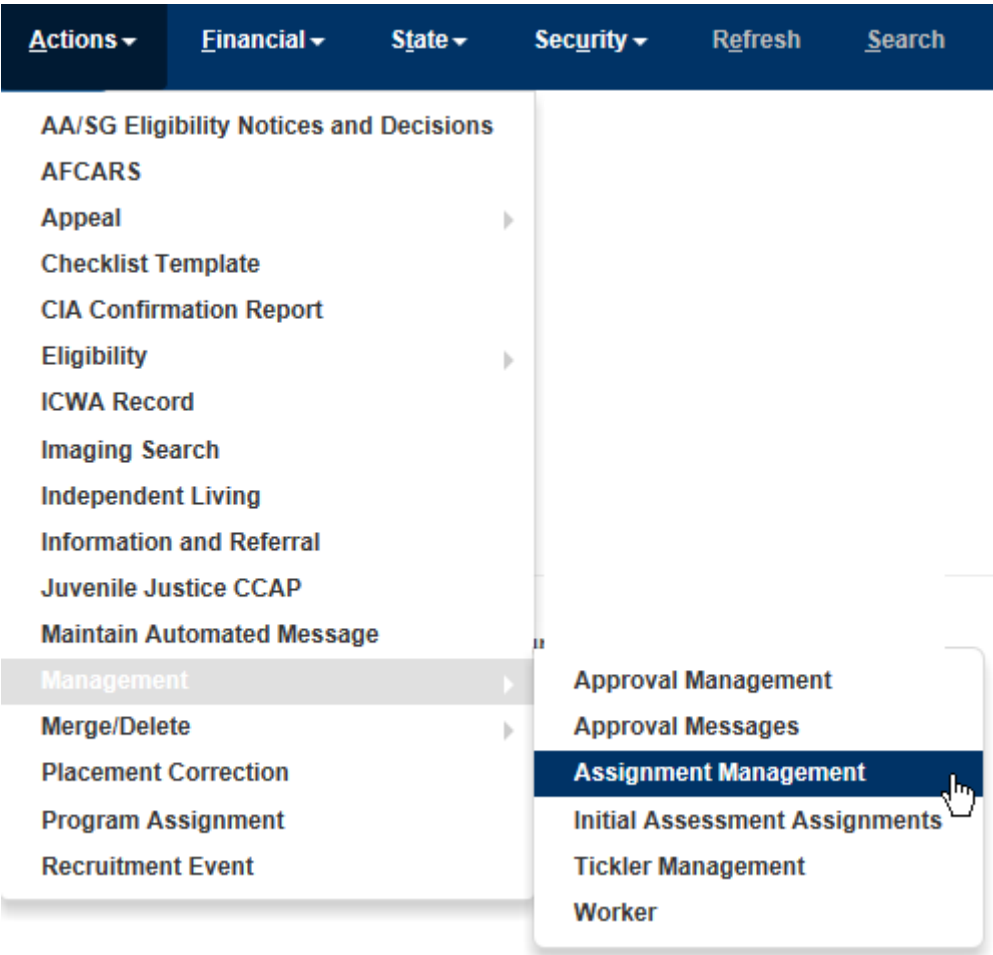 Actions Financial State Security Refresh Search
AA/SG Eligibility Notices and Decisions
AFCARS
Appeal
Checklist Template
CIA Confirmation Report
Eligibility
ICWA Record
Imaging Search
Independent Living
Information and Referral
Juvenile Justice CCAP
Maintain Automated Message
Management
Merge/Delete
Placement Correction
Program Assignment
Recruitment Event
Approval Management
Approval Messages
Assignment Management
Initial Assessment Assignments
Tickler Management
Worker